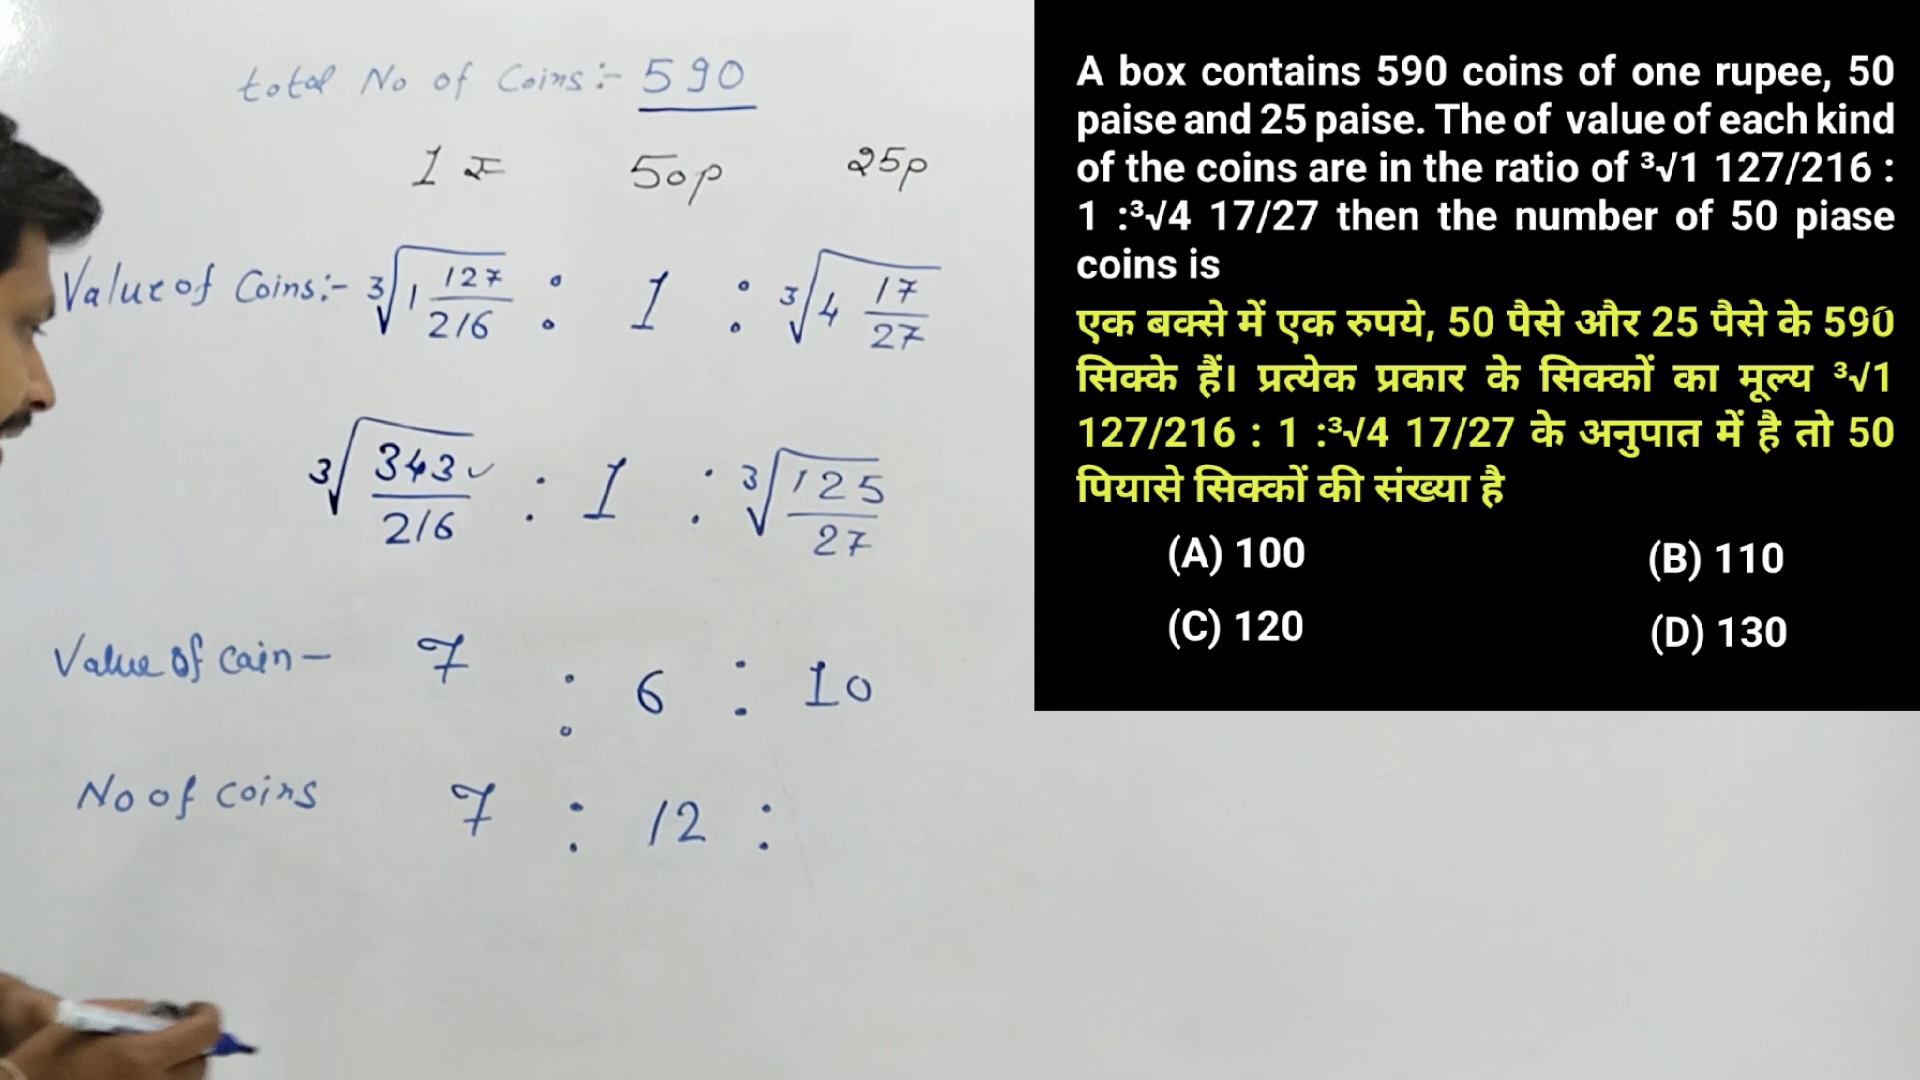 total No of Coins:- 590
1 ₹ 50p 25p
Value of Coins:- ³√1 127/216 : 1 : ³√4 17/27
³√343/216 : 1 : ³√125/27
Value of cain - 7 : 6 : 10
No of coins 7 : 12 :
A box contains 590 coins of one rupee, 50
paise and 25 paise. The of value of each kind
of the coins are in the ratio of ³√1 127/216 :
1 :³√4 17/27 then the number of 50 piase
coins is
एक बक्से में एक रुपये, 50 पैसे और 25 पैसे के 590
सिक्के हैं। प्रत्येक प्रकार के सिक्कों का मूल्य ³√1
127/216 : 1 :³√4 17/27 के अनुपात में है तो 50
पियासे सिक्कों की संख्या है
(A) 100 (B) 110
(C) 120 (D) 130